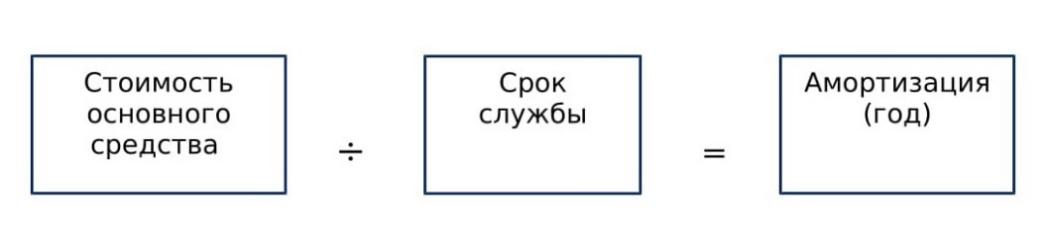 Стоимость
основного
средства
÷
Срок
службы
=
Амортизация
(год)